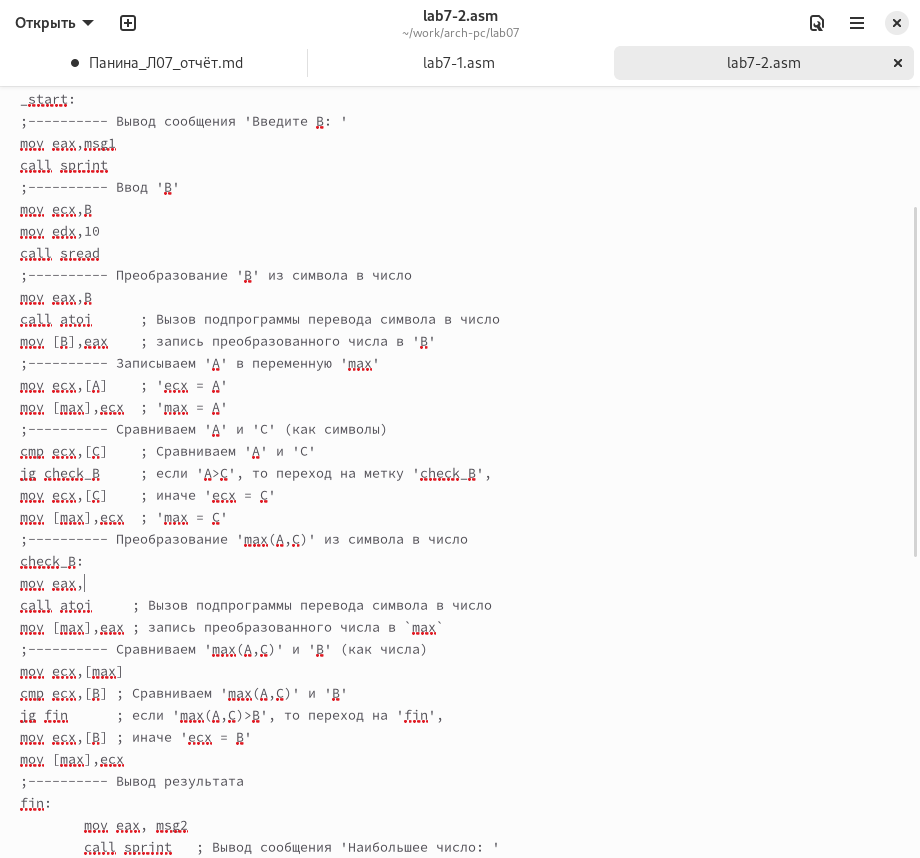 Открыть
lab7-2.asm
~/work/arch-pc/lab07
Панина_Л07_отчёт.md
lab7-1.asm
lab7-2.asm
_start:
;---------- Вывод сообщения 'Введите B: '
mov eax,msg1
call sprint
;---------- Ввод 'B'
mov ecx,B
mov edx,10
call sread
;---------- Преобразование 'B' из символа в число
mov eax,B
call atoi      ; Вызов подпрограммы перевода символа в число
mov [B],eax    ; запись преобразованного числа в 'B'
;---------- Записываем 'A' в переменную 'max'
mov ecx,[A]    ; 'ecx = A'
mov [max],ecx  ; 'max = A'
;---------- Сравниваем 'A' и 'С' (как символы)
cmp ecx,[C]    ; Сравниваем 'A' и 'С'
jg check_B     ; если 'A>C', то переход на метку 'check_B',
mov ecx,[C]    ; иначе 'ecx = C'
mov [max],ecx  ; 'max = C'
;---------- Преобразование 'max(A,C)' из символа в число
check_B:
mov eax,
call atoi     ; Вызов подпрограммы перевода символа в число
mov [max],eax ; запись преобразованного числа в `max`
;---------- Сравниваем 'max(A,C)' и 'B' (как числа)
mov ecx,[max]
cmp ecx,[B] ; Сравниваем 'max(A,C)' и 'B'
jg fin      ; если 'max(A,C)>B', то переход на 'fin',
mov ecx,[B] ; иначе 'ecx = B'
mov [max],ecx
;---------- Вывод результата
fin:
        mov eax, msg2
        call sprint   ; Вывод сообщения 'Наибольшее число: '